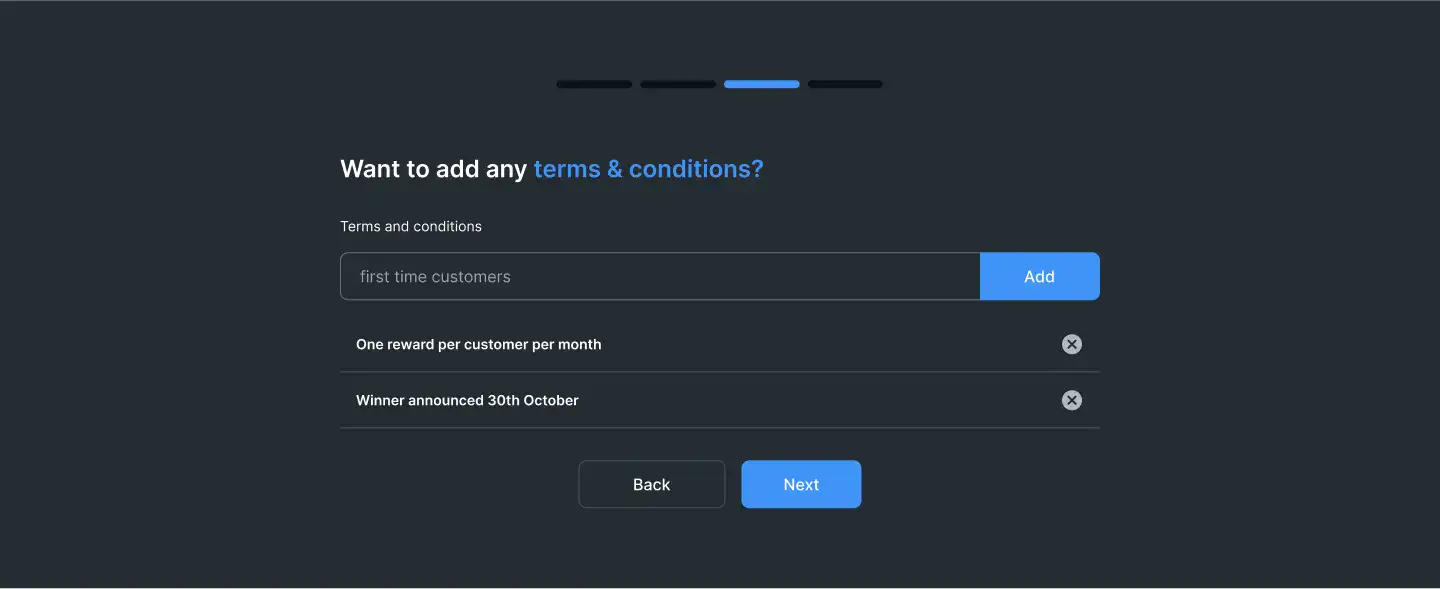 Want to add any terms & conditions?
Terms and conditions
first time customers
Add
One reward per customer per month
Winner announced 30th October
Back
Next